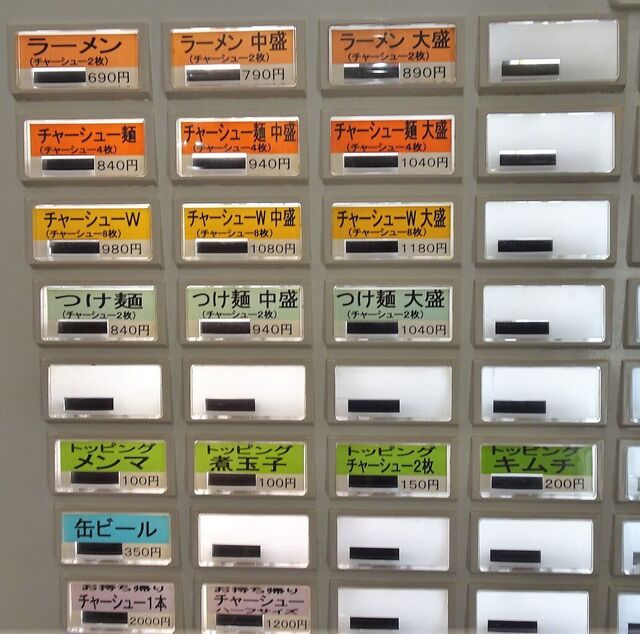 ラーメン
(チャーシュー2枚)
690円
ラーメン 中盛
(チャーシュー2枚)
790円
ラーメン 大盛
(チャーシュー2枚)
890円
チャーシュー麺
(チャーシュー4枚)
840円
チャーシュー麺 中盛
(チャーシュー4枚)
940円
チャーシュー麺 大盛
(チャーシュー4枚)
1040円
チャーシューW
(チャーシュー8枚)
980円
チャーシューW 中盛
(チャーシュー8枚)
1080円
チャーシューW 大盛
(チャーシュー8枚)
1180円
つけ麺
(チャーシュー2枚)
840円
つけ麺 中盛
(チャーシュー2枚)
940円
つけ麺 大盛
(チャーシュー2枚)
1040円
トッピング
メンマ
100円
トッピング
煮玉子
100円
トッピング
チャーシュー2枚
150円
トッピング
キムチ
200円
缶ビール
350円
お持ち帰り
チャーシュー1本
2000円
お持ち帰り
チャーシュー
ハーフサイズ
1200円